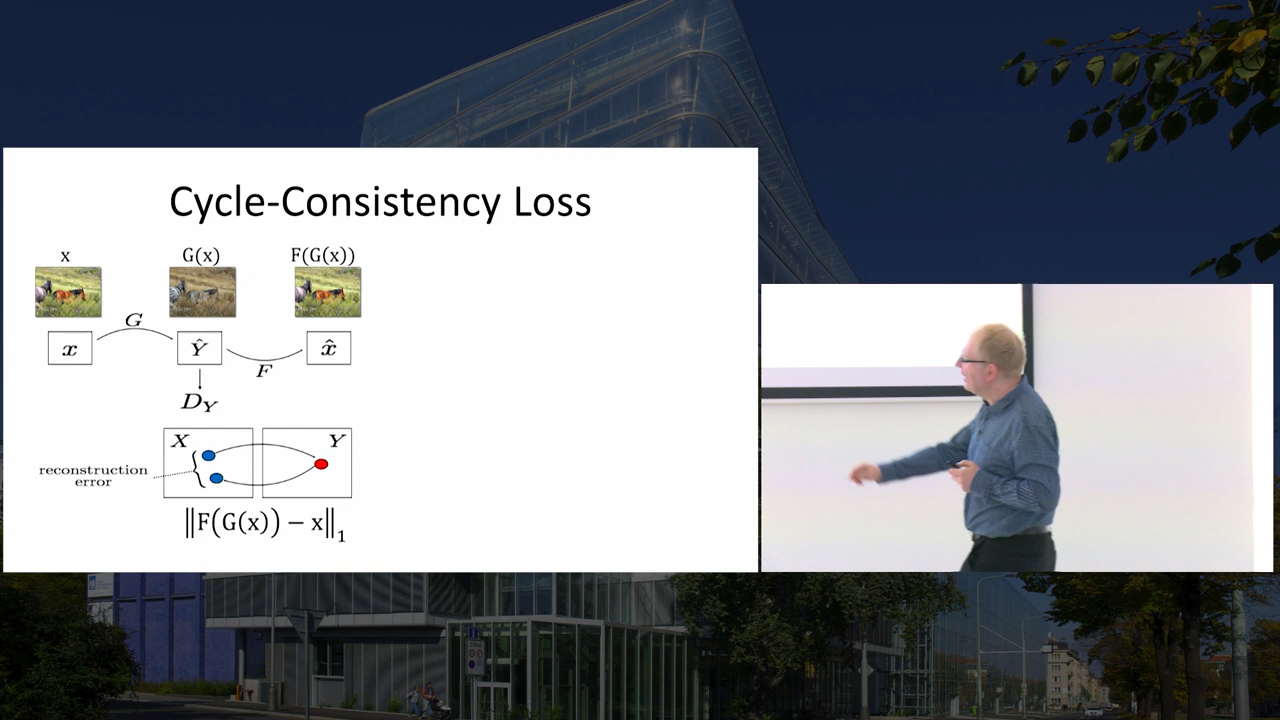 Cycle-Consistency Loss
x G(x) F(G(x))
G
x Ŷ x̂
F
D_Y
X Y
reconstruction
error
‖F(G(x)) − x‖₁